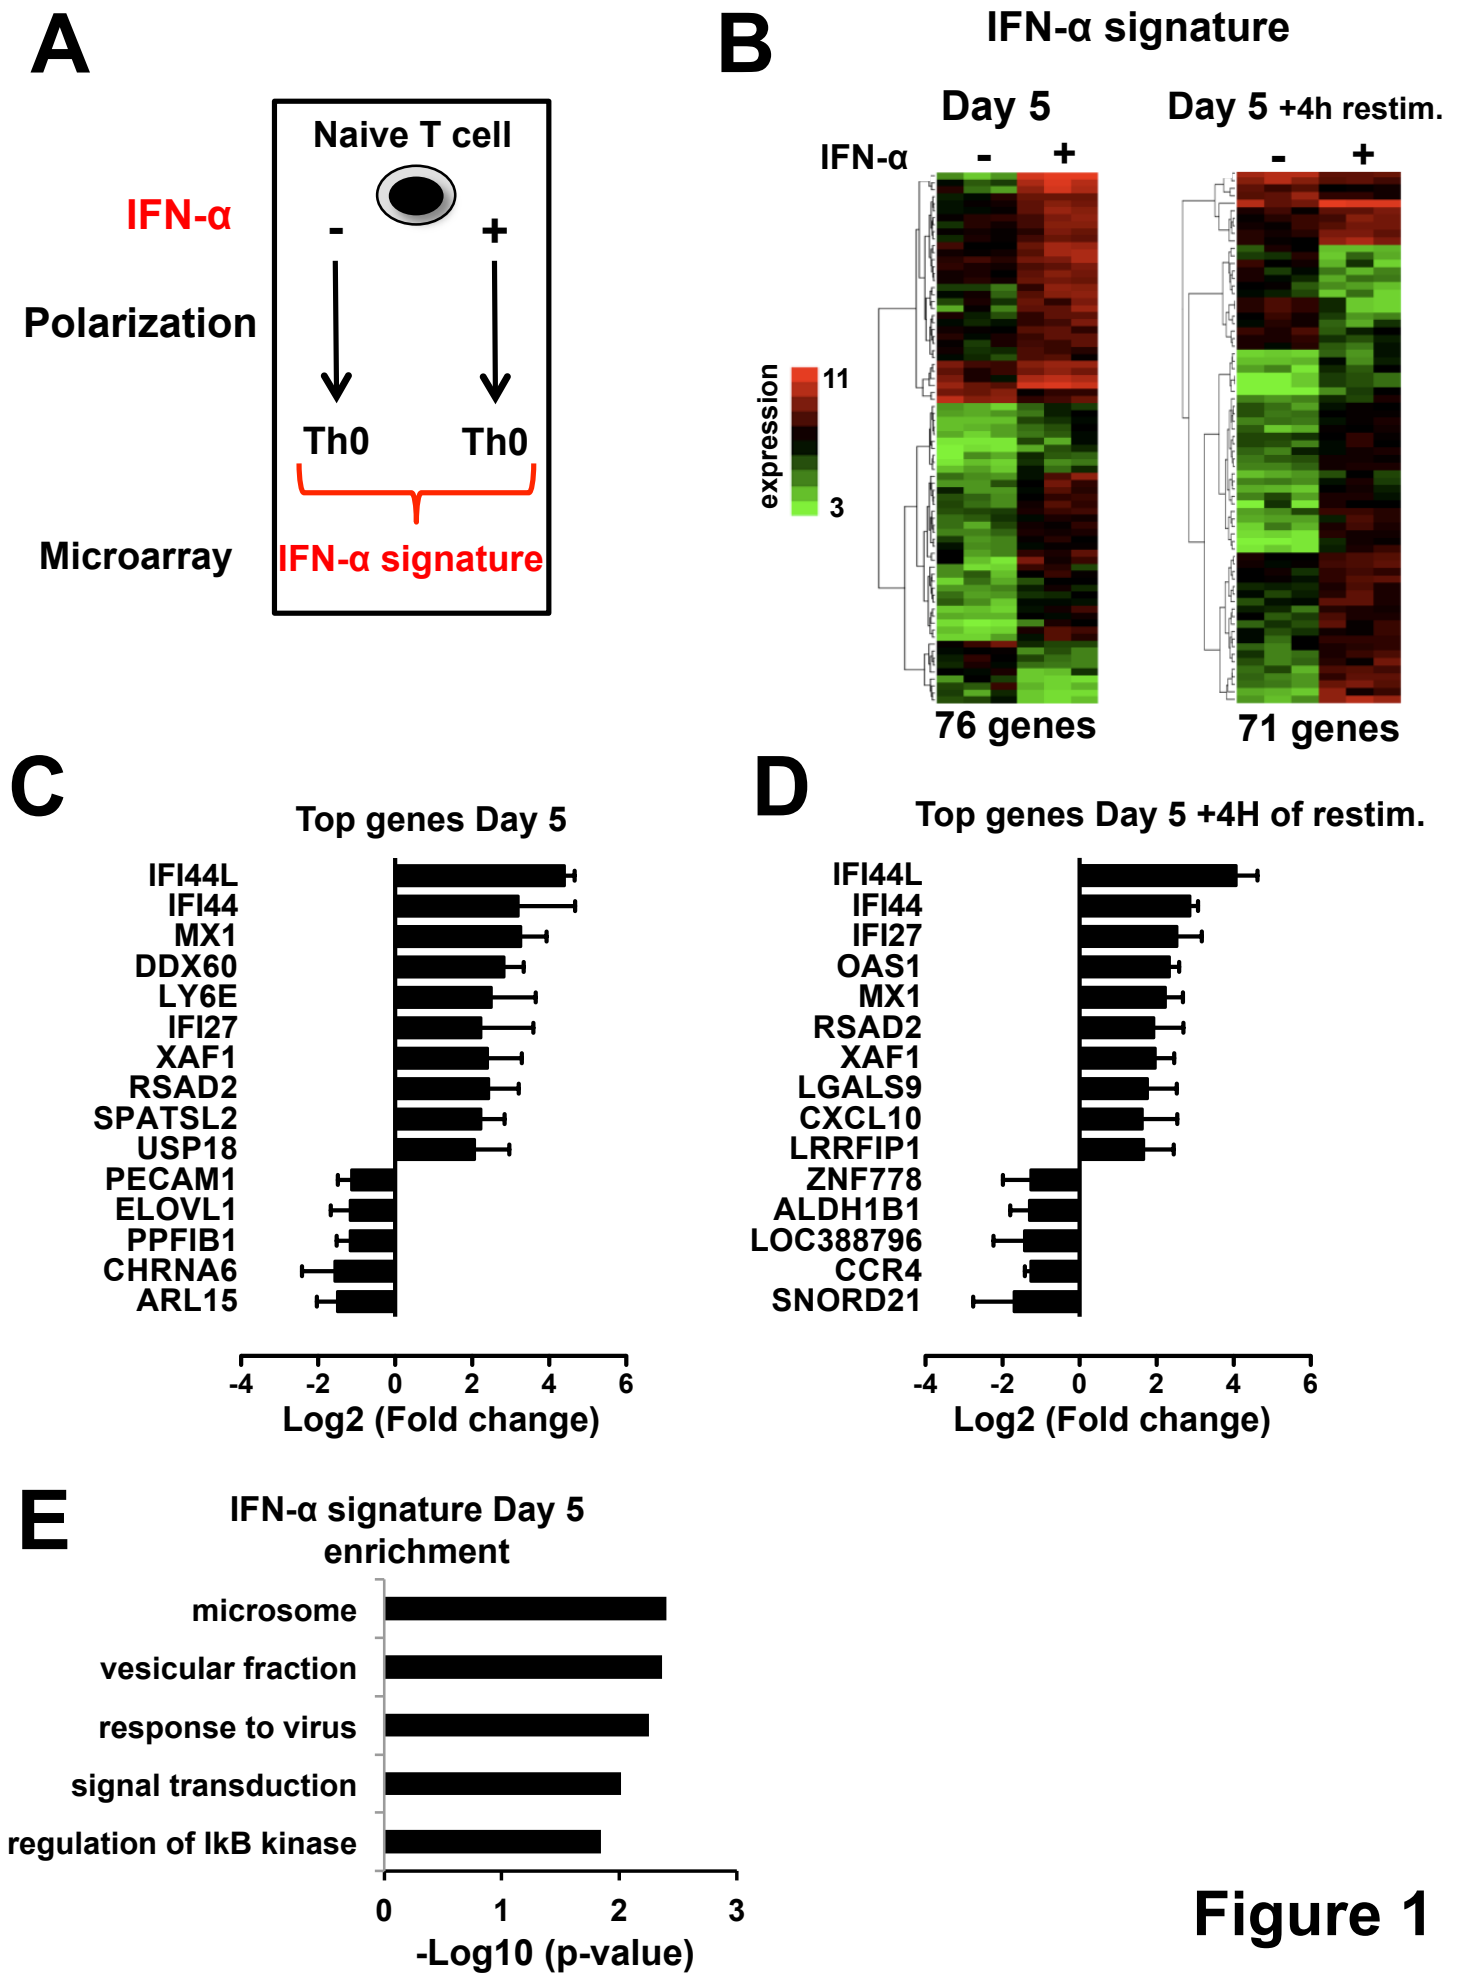 A
Naive T cell
IFN-α
- +
Polarization
Th0 Th0
Microarray
IFN-α signature
B
IFN-α signature
Day 5
Day 5 +4h restim.
IFN-α - +
- +
expression
11
3
76 genes
71 genes
C
Top genes Day 5
IFI44L
IFI44
MX1
DDX60
LY6E
IFI27
XAF1
RSAD2
SPATSL2
USP18
PECAM1
ELOVL1
PPFIB1
CHRNA6
ARL15
-4 -2 0 2 4 6
Log2 (Fold change)
D
Top genes Day 5 +4H of restim.
IFI44L
IFI44
IFI27
OAS1
MX1
RSAD2
XAF1
LGALS9
CXCL10
LRRFIP1
ZNF778
ALDH1B1
LOC388796
CCR4
SNORD21
-4 -2 0 2 4 6
Log2 (Fold change)
E
IFN-α signature Day 5
enrichment
microsome
vesicular fraction
response to virus
signal transduction
regulation of IkB kinase
0 1 2 3
-Log10 (p-value)
Figure 1